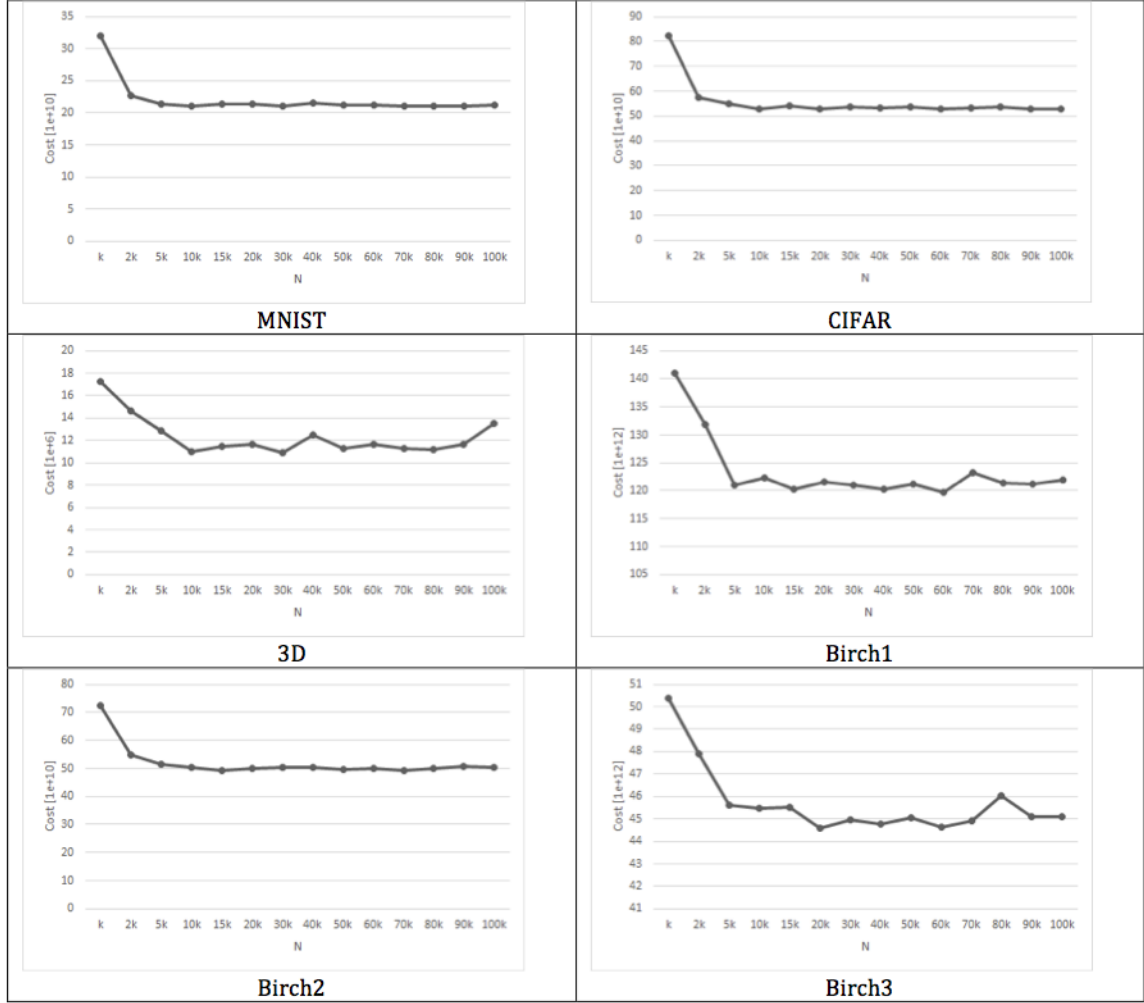 35
30
25
20
15
10
5
0
Cost [1e+10]
k 2k 5k 10k 15k 20k 30k 40k 50k 60k 70k 80k 90k 100k
N
MNIST
90
80
70
60
50
40
30
20
10
0
Cost [1e+10]
k 2k 5k 10k 15k 20k 30k 40k 50k 60k 70k 80k 90k 100k
N
CIFAR
20
18
16
14
12
10
8
6
4
2
0
Cost [1e+6]
k 2k 5k 10k 15k 20k 30k 40k 50k 60k 70k 80k 90k 100k
N
3D
145
140
135
130
125
120
115
110
105
Cost [1e+12]
k 2k 5k 10k 15k 20k 30k 40k 50k 60k 70k 80k 90k 100k
N
Birch1
80
70
60
50
40
30
20
10
0
Cost [1e+10]
k 2k 5k 10k 15k 20k 30k 40k 50k 60k 70k 80k 90k 100k
N
Birch2
51
50
49
48
47
46
45
44
43
42
41
Cost [1e+12]
k 2k 5k 10k 15k 20k 30k 40k 50k 60k 70k 80k 90k 100k
N
Birch3